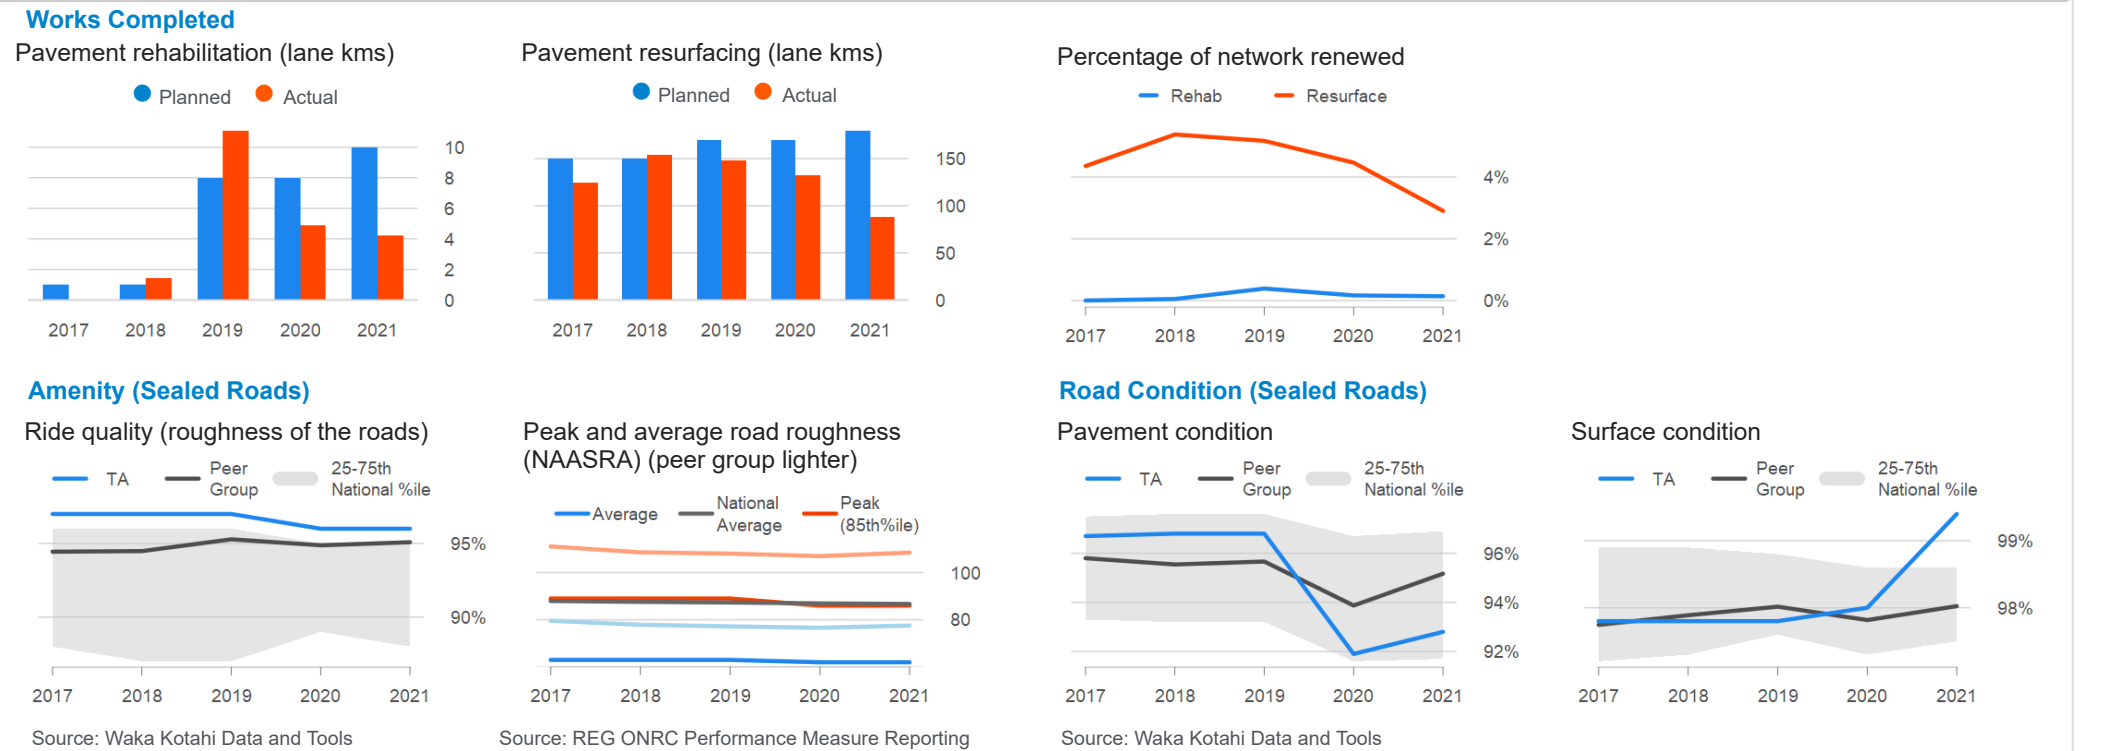 Works Completed
Pavement rehabilitation (lane kms)
Planned Actual
10
8
6
4
2
0
2017 2018 2019 2020 2021
Pavement resurfacing (lane kms)
Planned Actual
150
100
50
0
2017 2018 2019 2020 2021
Percentage of network renewed
Rehab Resurface
4%
2%
0%
2017 2018 2019 2020 2021
Amenity (Sealed Roads)
Ride quality (roughness of the roads)
TA Peer Group 25-75th National %ile
95%
90%
2017 2018 2019 2020 2021
Source: Waka Kotahi Data and Tools
Peak and average road roughness
(NAASRA) (peer group lighter)
Average National Average Peak (85th%ile)
100
80
2017 2018 2019 2020 2021
Source: REG ONRC Performance Measure Reporting
Road Condition (Sealed Roads)
Pavement condition
TA Peer Group 25-75th National %ile
96%
94%
92%
2017 2018 2019 2020 2021
Source: Waka Kotahi Data and Tools
Surface condition
TA Peer Group 25-75th National %ile
99%
98%
2017 2018 2019 2020 2021